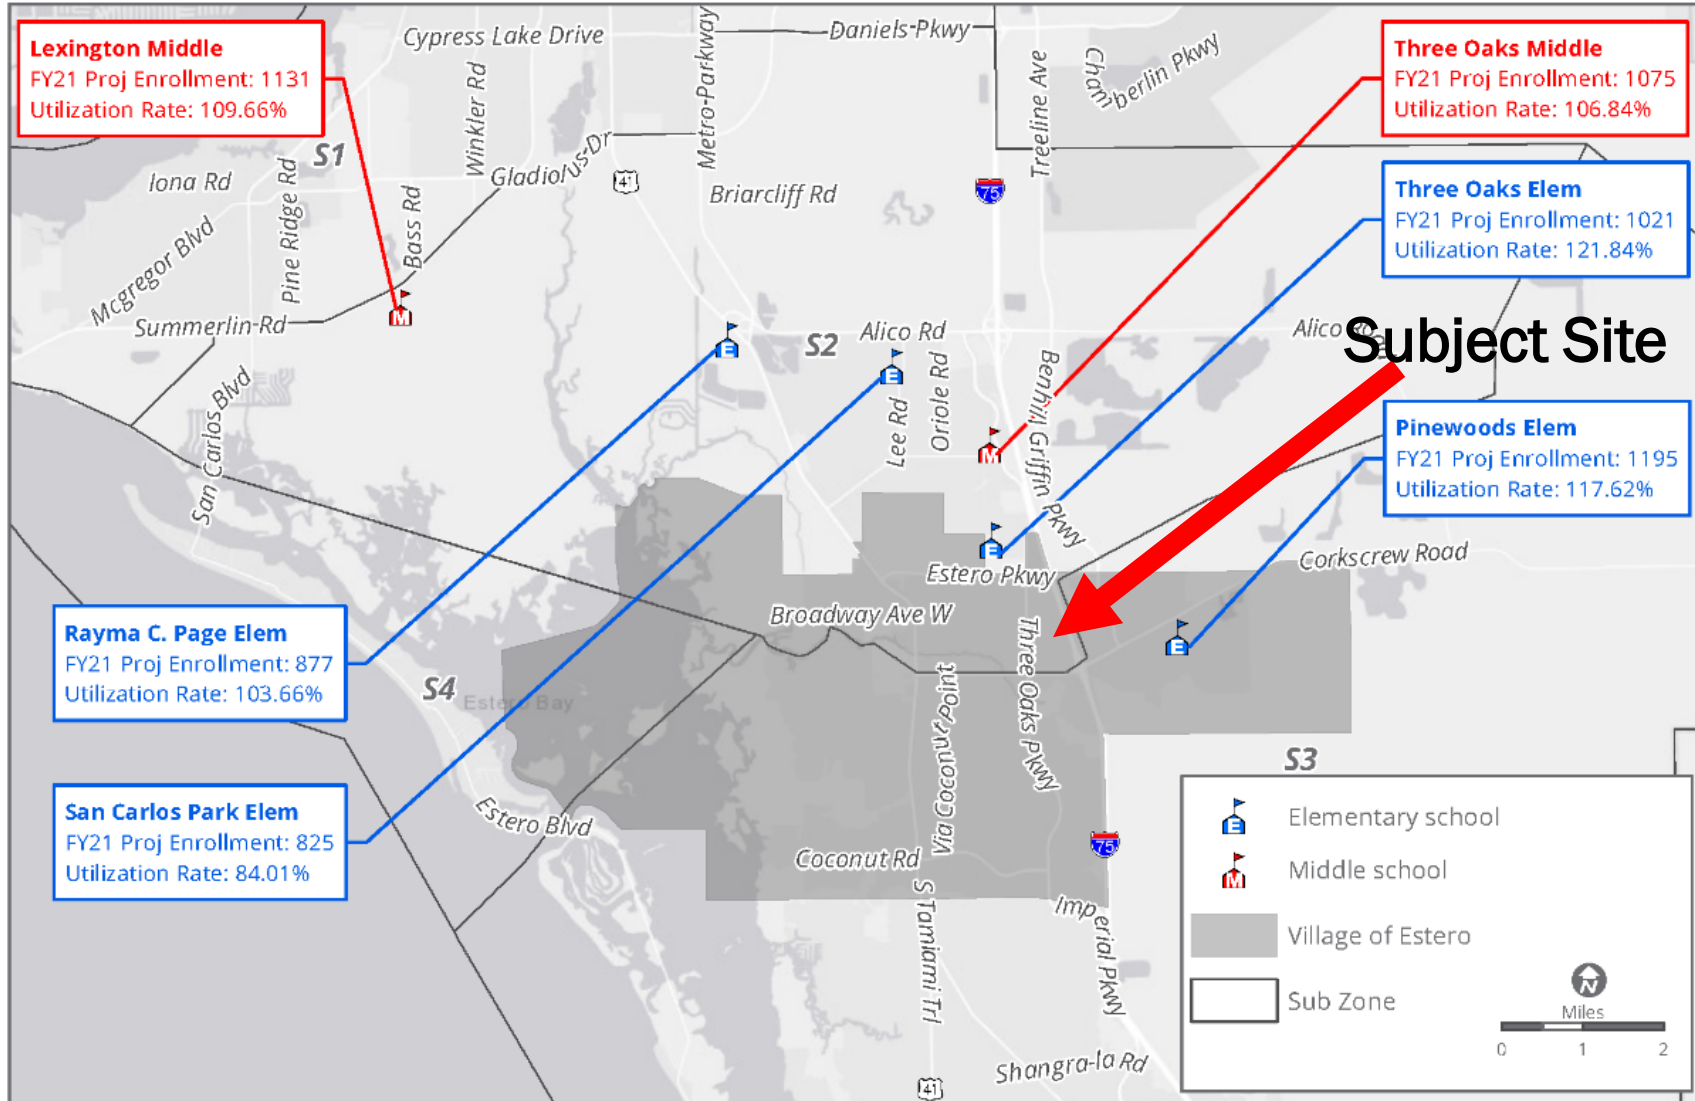 Lexington Middle
FY21 Proj Enrollment: 1131
Utilization Rate: 109.66%
Three Oaks Middle
FY21 Proj Enrollment: 1075
Utilization Rate: 106.84%
Three Oaks Elem
FY21 Proj Enrollment: 1021
Utilization Rate: 121.84%
Subject Site
Pinewoods Elem
FY21 Proj Enrollment: 1195
Utilization Rate: 117.62%
Rayma C. Page Elem
FY21 Proj Enrollment: 877
Utilization Rate: 103.66%
San Carlos Park Elem
FY21 Proj Enrollment: 825
Utilization Rate: 84.01%
Cypress Lake Drive
Daniels Pkwy
Metro Parkway
Winkler Rd
Treeline Ave
Chamberlin Pkwy
S1
Gladiolus Dr
41
Iona Rd
Pine Ridge Rd
Bass Rd
Briarcliff Rd
75
Mcgregor Blvd
M
Summerlin Rd
E
S2
Alico Rd
Alico Rd
E
San Carlos Blvd
Lee Rd
Oriole Rd
Benhill Griffin Pkwy
M
E
Estero Pkwy
Corkscrew Road
Broadway Ave W
Three Oaks Pkwy
E
S4
Estero Bay
Via Coconut Point
S3
Estero Blvd
Coconut Rd
75
S Tamiami Trl
Imperial Pkwy
Shangra-la Rd
41
E
Elementary school
M
Middle school
Village of Estero
Sub Zone
N
Miles
0 1 2